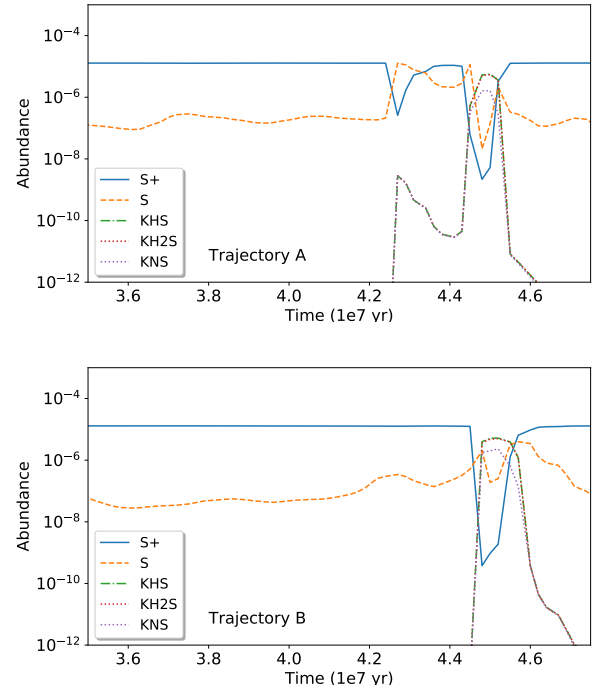 10⁻⁴
10⁻⁶
10⁻⁸
10⁻¹⁰
10⁻¹²
Abundance
S+
S
KHS
KH2S
KNS
Trajectory A
3.6 3.8 4.0 4.2 4.4 4.6
Time (1e7 yr)
10⁻⁴
10⁻⁶
10⁻⁸
10⁻¹⁰
10⁻¹²
Abundance
S+
S
KHS
KH2S
KNS
Trajectory B
3.6 3.8 4.0 4.2 4.4 4.6
Time (1e7 yr)